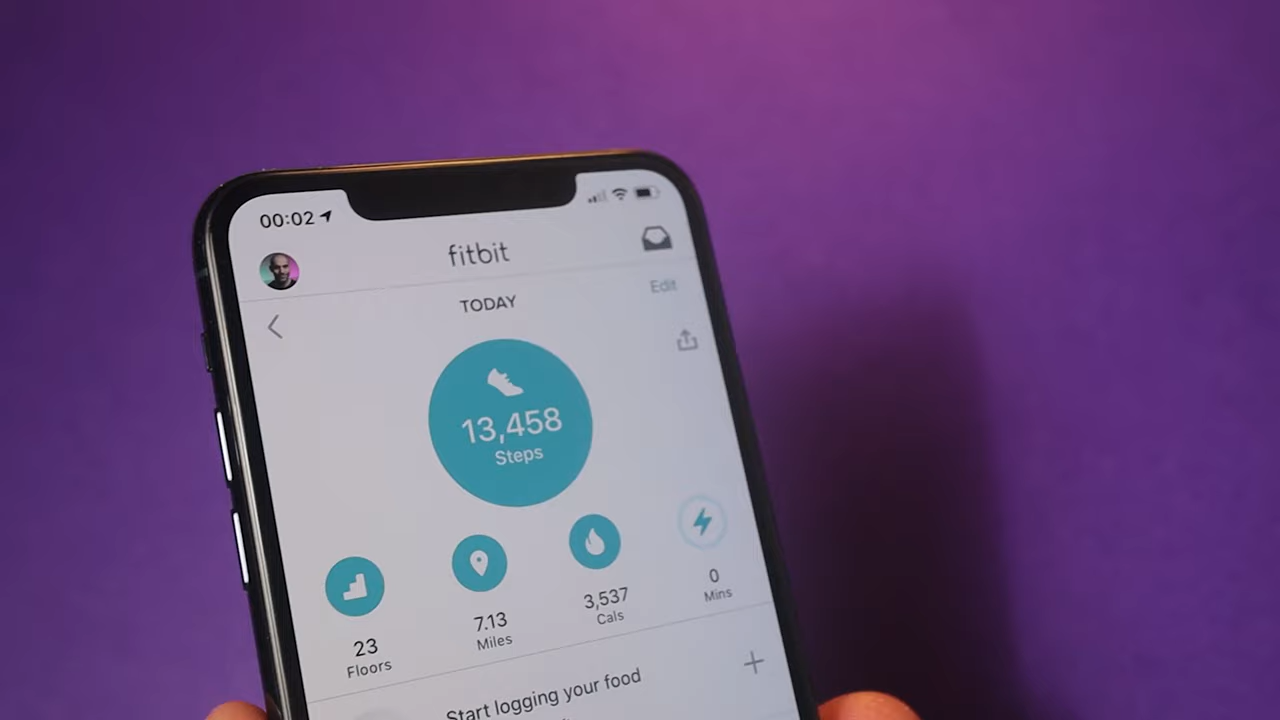 00:02
fitbit
TODAY
Edit
13,458
Steps
23
Floors
7.13
Miles
3,537
Cals
0
Mins
Start logging your food